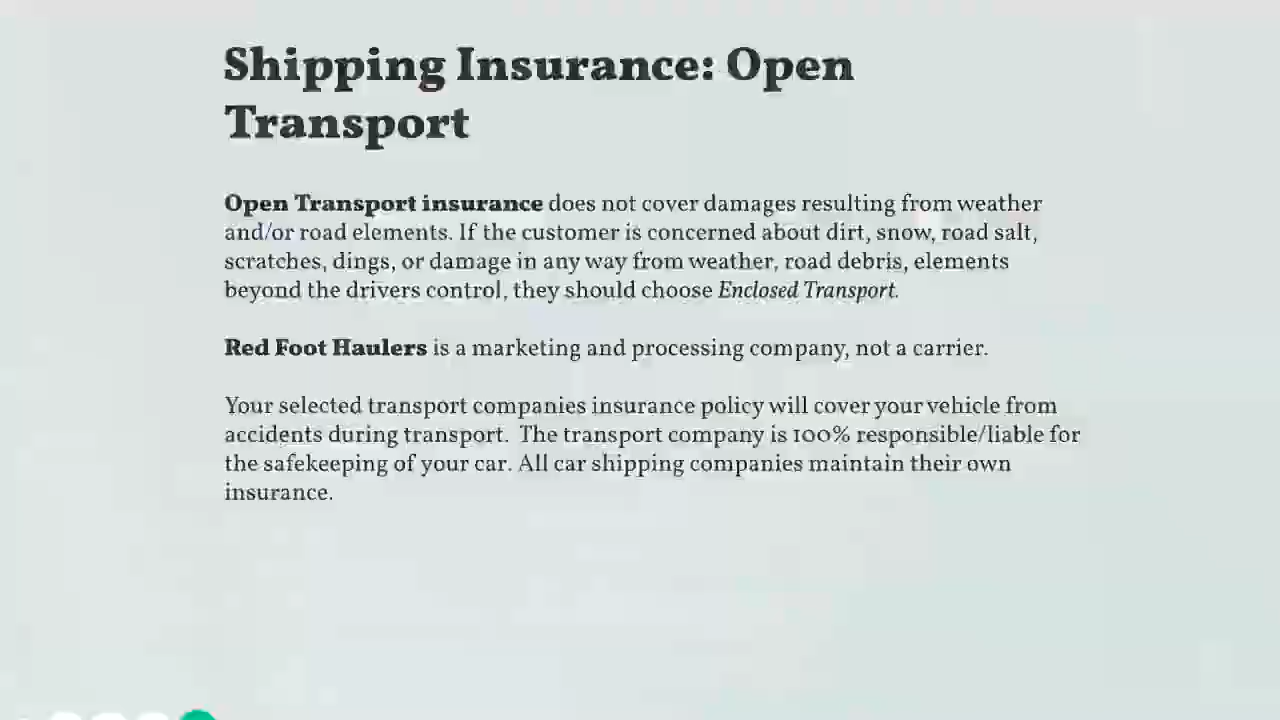 Shipping Insurance: Open
Transport
Open Transport insurance does not cover damages resulting from weather
and/or road elements. If the customer is concerned about dirt, snow, road salt,
scratches, dings, or damage in any way from weather, road debris, elements
beyond the drivers control, they should choose Enclosed Transport.
Red Foot Haulers is a marketing and processing company, not a carrier.
Your selected transport companies insurance policy will cover your vehicle from
accidents during transport.  The transport company is 100% responsible/liable for
the safekeeping of your car. All car shipping companies maintain their own
insurance.